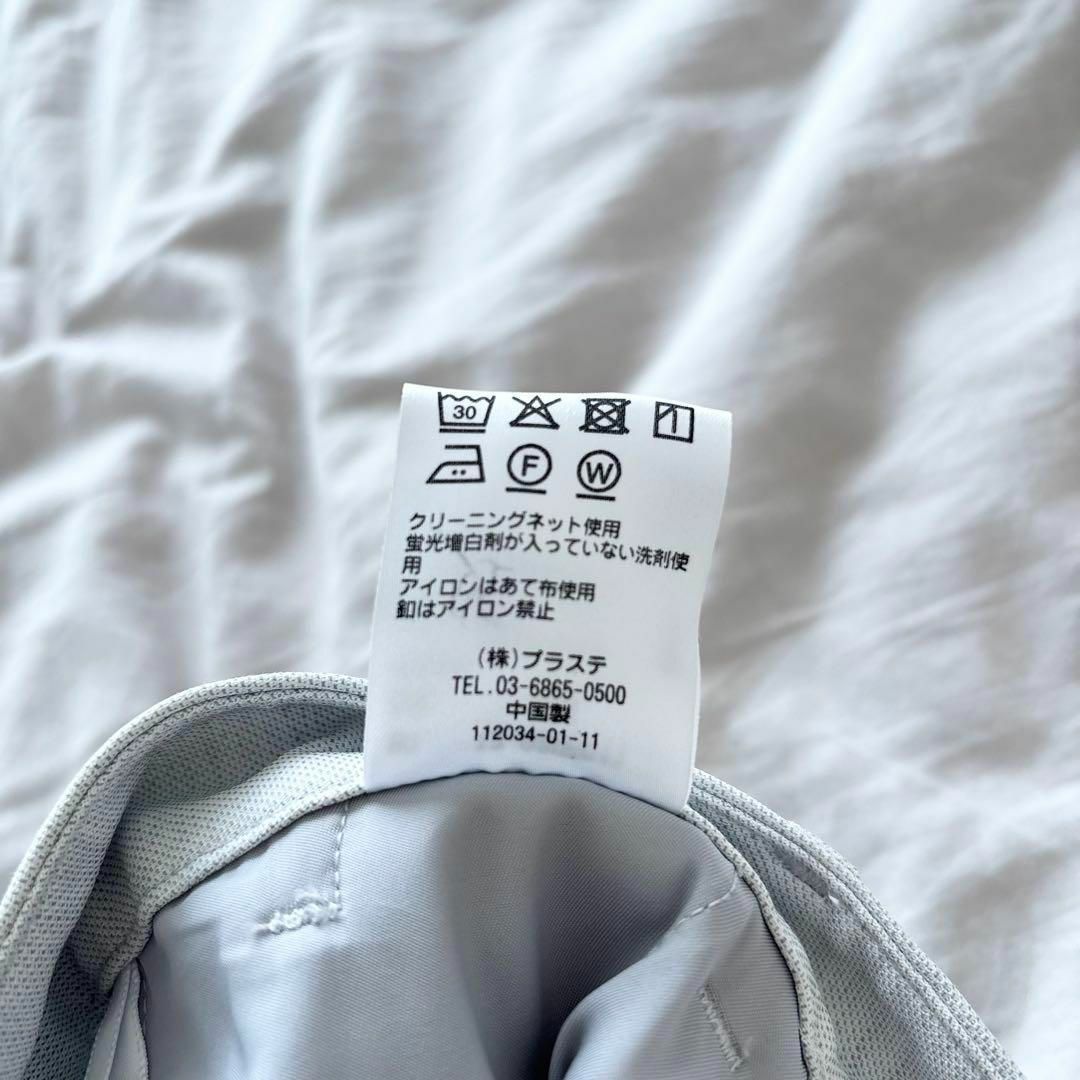 30
F W
クリーニングネット使用
蛍光増白剤が入っていない洗剤使
用
アイロンはあて布使用
釦はアイロン禁止
(株)プラステ
TEL.03-6865-0500
中国製
112034-01-11